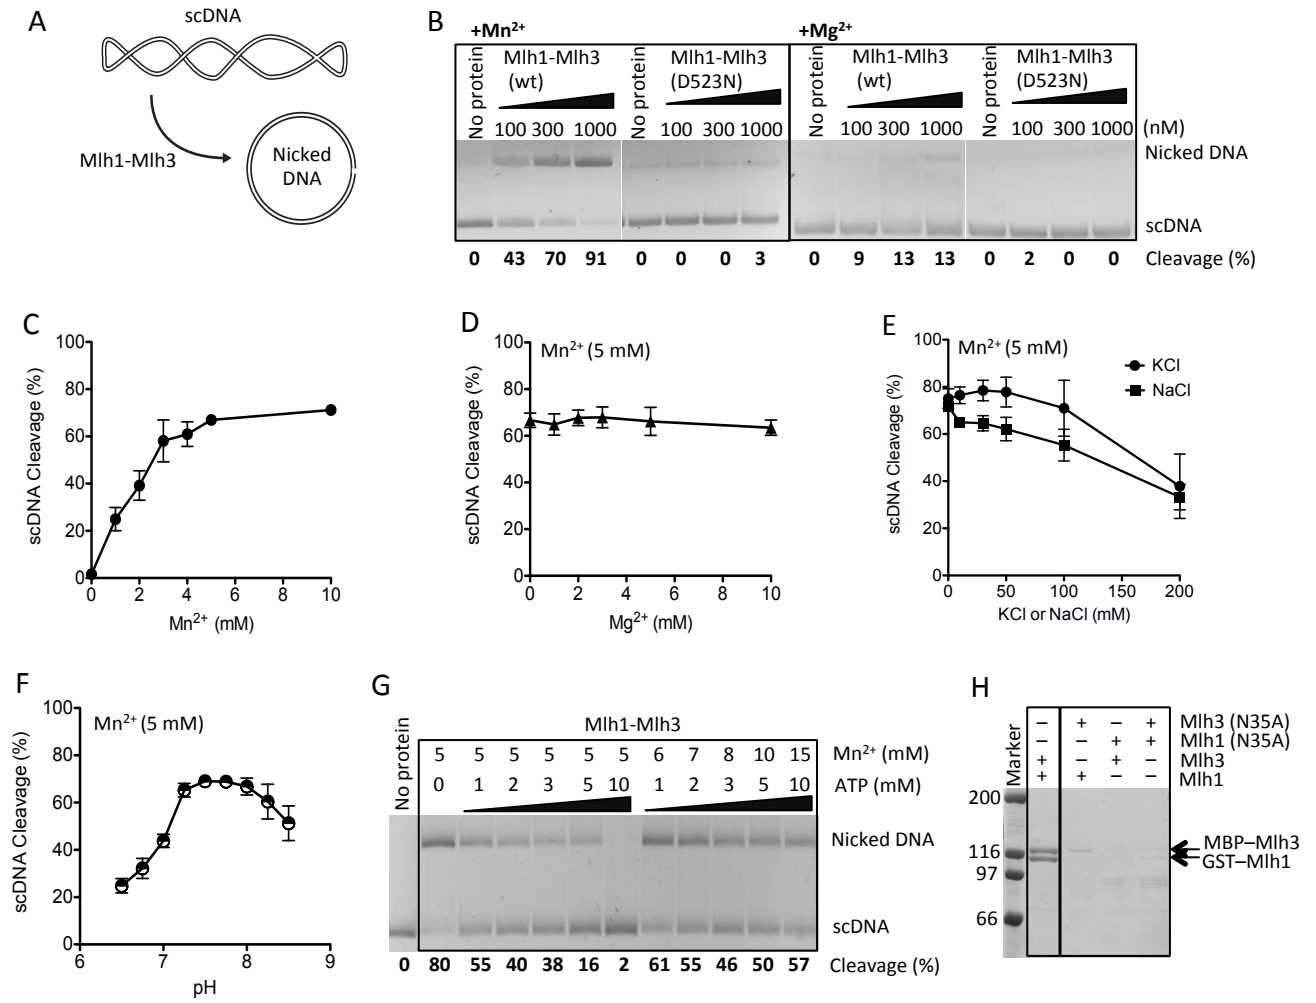 A
scDNA
Mlh1–Mlh3
Nicked
DNA
B
+Mn²⁺
+Mg²⁺
No protein
Mlh1–Mlh3
(wt)
100 300 1000
No protein
Mlh1–Mlh3
(D523N)
100 300 1000
No protein
Mlh1–Mlh3
(wt)
100 300 1000
No protein
Mlh1–Mlh3
(D523N)
100 300 1000
(nM)
Nicked DNA
scDNA
0 43 70 91 0 0 0 3 0 9 13 13 0 2 0 0 Cleavage (%)
C
scDNA Cleavage (%)
100
80
60
40
20
0
0 2 4 6 8 10
Mn²⁺ (mM)
D
Mn²⁺ (5 mM)
scDNA Cleavage (%)
100
80
60
40
20
0
0 2 4 6 8 10
Mg²⁺ (mM)
E
Mn²⁺ (5 mM)
KCl
NaCl
scDNA Cleavage (%)
100
80
60
40
20
0
0 50 100 150 200
KCl or NaCl (mM)
F
Mn²⁺ (5 mM)
scDNA Cleavage (%)
100
80
60
40
20
0
6 7 8 9
pH
G
No protein
Mlh1–Mlh3
5 5 5 5 5 5 6 7 8 10 15 Mn²⁺ (mM)
0 1 2 3 5 10 1 2 3 5 10 ATP (mM)
Nicked DNA
scDNA
0 80 55 40 38 16 2 61 55 46 50 57 Cleavage (%)
H
Marker
– + – + Mlh3 (N35A)
– – + + Mlh1 (N35A)
+ – + – Mlh3
+ + – – Mlh1
200
116
97
66
MBP–Mlh3
GST–Mlh1